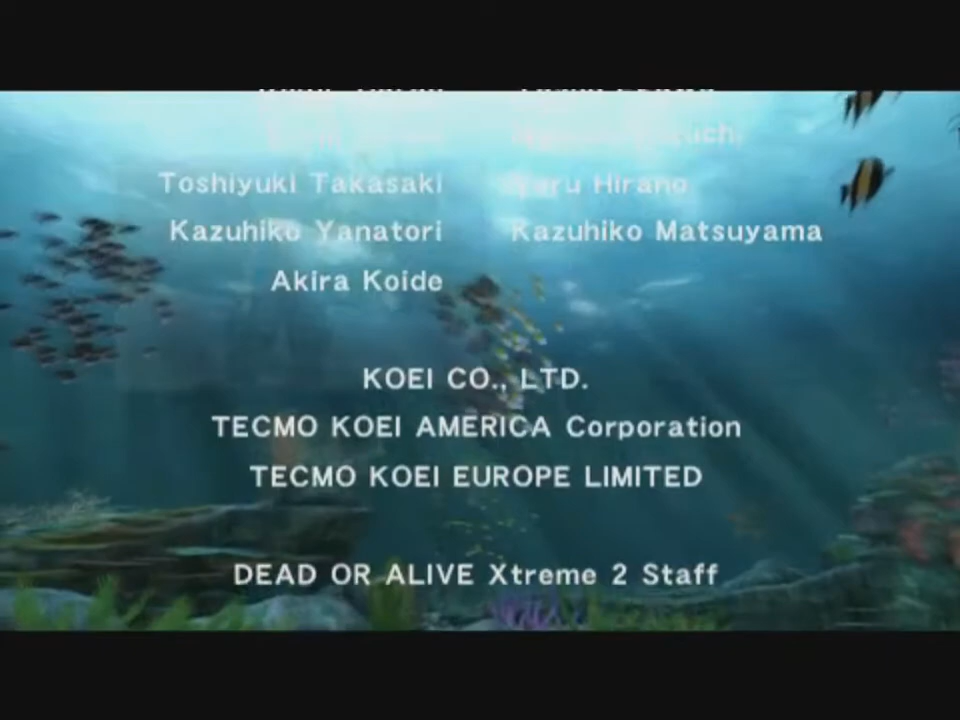 Toshiyuki Takasaki Hirano
Kazuhiko Yanatori Kazuhiko Matsuyama
Akira Koide
KOEI CO., LTD.
TECMO KOEI AMERICA Corporation
TECMO KOEI EUROPE LIMITED
DEAD OR ALIVE Xtreme 2 Staff